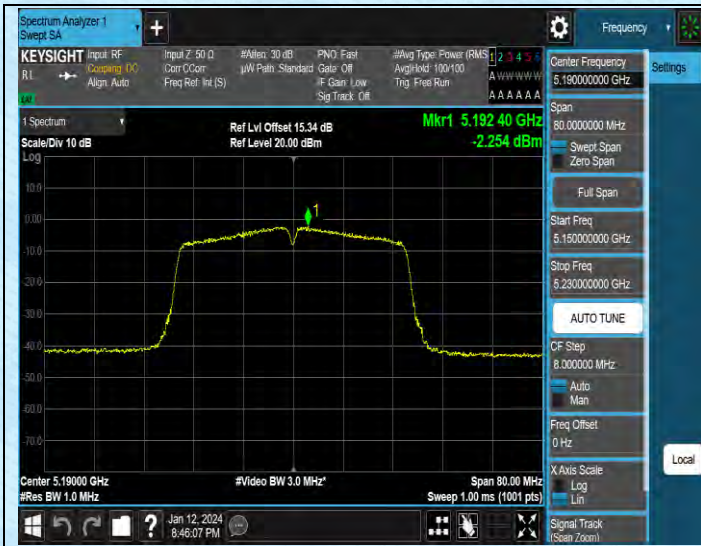 Spectrum Analyzer 1
Swept SA
+
Frequency
KEYSIGHT
RL
Input: RF
Coupling: DC
Align: Auto
Input Z: 50 Ω
Corr CCorr
Freq Ref: Int (S)
#Atten: 30 dB
µW Path: Standard
PNO: Fast
Gate: Off
IF Gain: Low
Sig Track: Off
#Avg Type: Power (RMS
Avg|Hold: 100/100
Trig: Free Run
1 2 3 4 5 6
A W W W W W
A A A A A A
1 Spectrum
Scale/Div 10 dB
Log
Ref Lvl Offset 15.34 dB
Ref Level 20.00 dBm
Mkr1 5.192 40 GHz
-2.254 dBm
10.0
0.00
-10.0
-20.0
-30.0
-40.0
-50.0
-60.0
-70.0
1
Center 5.19000 GHz
#Res BW 1.0 MHz
#Video BW 3.0 MHz*
Span 80.00 MHz
Sweep 1.00 ms (1001 pts)
?
Jan 12, 2024
8:46:07 PM
Center Frequency
5.190000000 GHz
Span
80.0000000 MHz
Swept Span
Zero Span
Full Span
Start Freq
5.150000000 GHz
Stop Freq
5.230000000 GHz
AUTO TUNE
CF Step
8.000000 MHz
Auto
Man
Freq Offset
0 Hz
X Axis Scale
Log
Lin
Signal Track
(Span Zoom)
Settings
Local